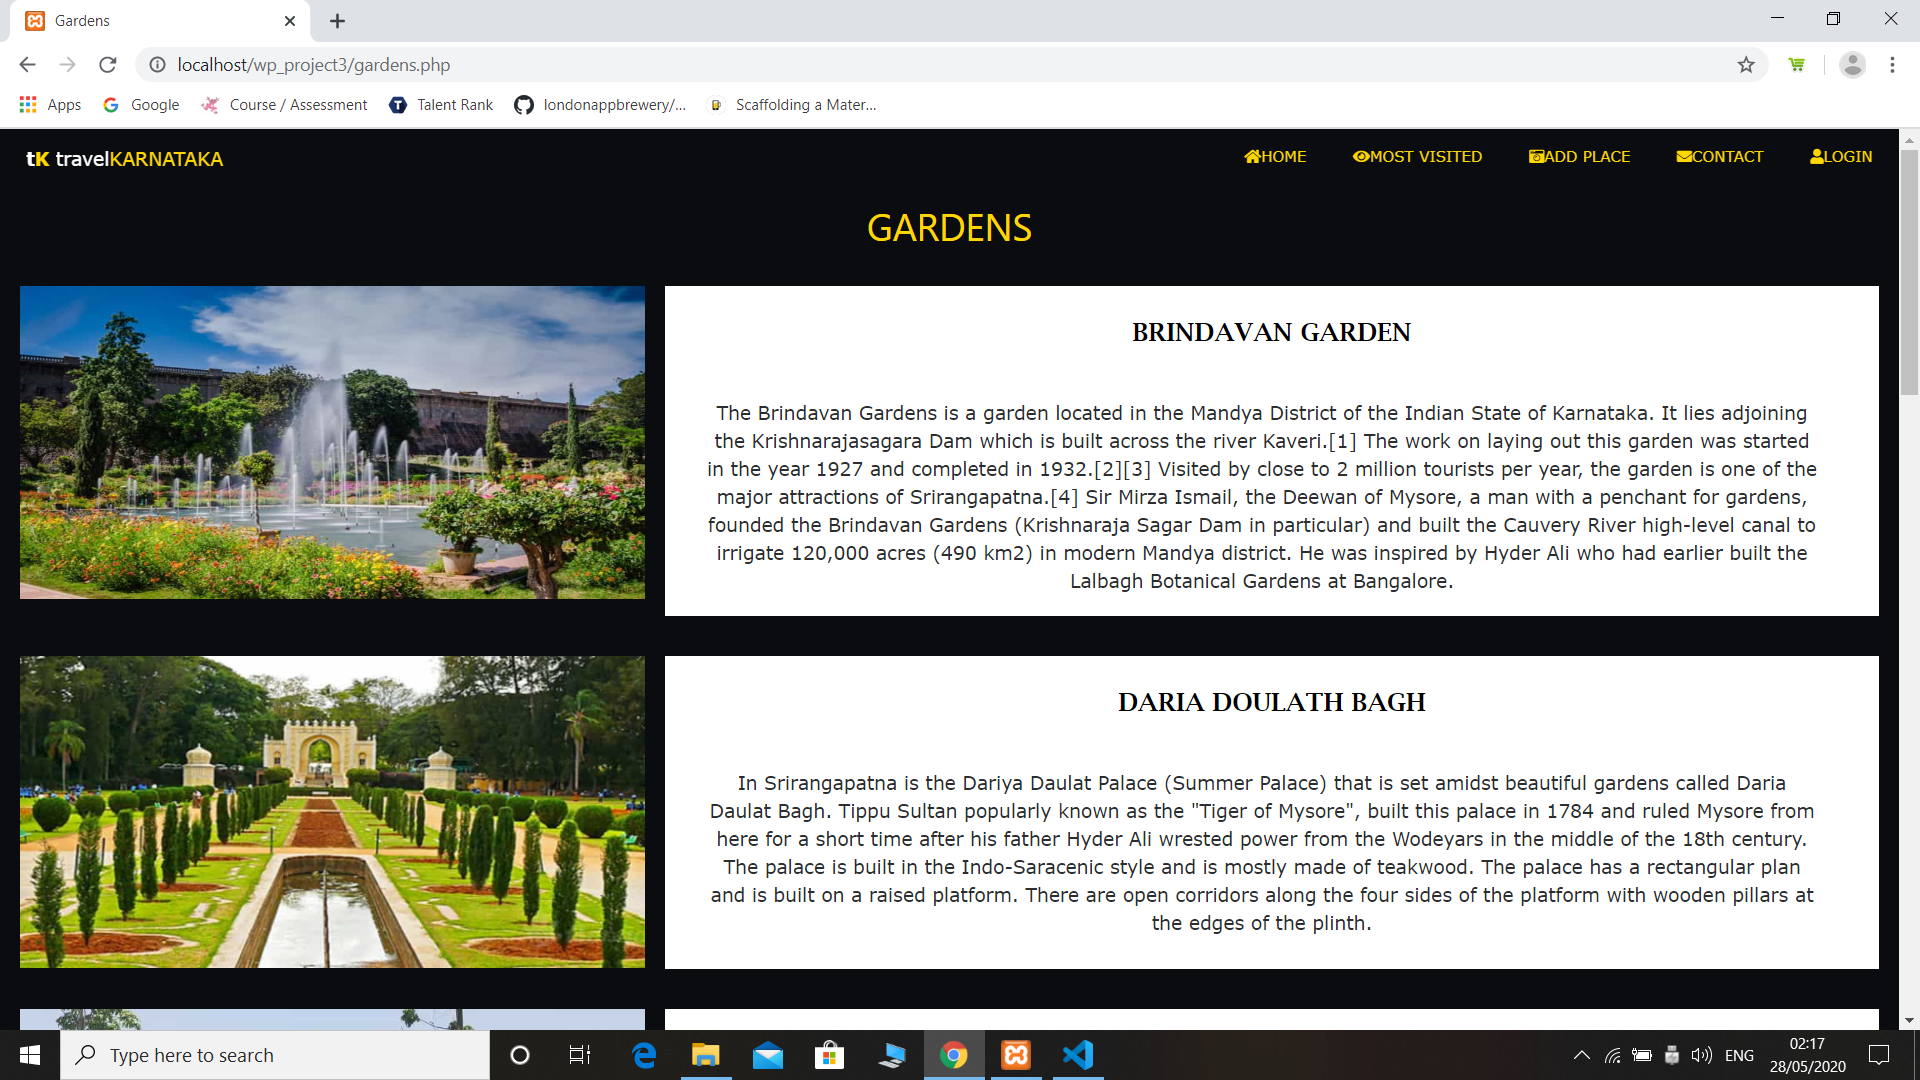 Gardens
localhost/wp_project3/gardens.php
Apps Google Course / Assessment Talent Rank londonappbrewery/... Scaffolding a Mater...
tK travelKARNATAKA HOME MOST VISITED ADD PLACE CONTACT LOGIN
GARDENS
BRINDAVAN GARDEN
The Brindavan Gardens is a garden located in the Mandya District of the Indian State of Karnataka. It lies adjoining
the Krishnarajasagara Dam which is built across the river Kaveri.[1] The work on laying out this garden was started
in the year 1927 and completed in 1932.[2][3] Visited by close to 2 million tourists per year, the garden is one of the
major attractions of Srirangapatna.[4] Sir Mirza Ismail, the Deewan of Mysore, a man with a penchant for gardens,
founded the Brindavan Gardens (Krishnaraja Sagar Dam in particular) and built the Cauvery River high-level canal to
irrigate 120,000 acres (490 km2) in modern Mandya district. He was inspired by Hyder Ali who had earlier built the
Lalbagh Botanical Gardens at Bangalore.
DARIA DOULATH BAGH
In Srirangapatna is the Dariya Daulat Palace (Summer Palace) that is set amidst beautiful gardens called Daria
Daulat Bagh. Tippu Sultan popularly known as the "Tiger of Mysore", built this palace in 1784 and ruled Mysore from
here for a short time after his father Hyder Ali wrested power from the Wodeyars in the middle of the 18th century.
The palace is built in the Indo-Saracenic style and is mostly made of teakwood. The palace has a rectangular plan
and is built on a raised platform. There are open corridors along the four sides of the platform with wooden pillars at
the edges of the plinth.
Type here to search
ENG
02:17
28/05/2020